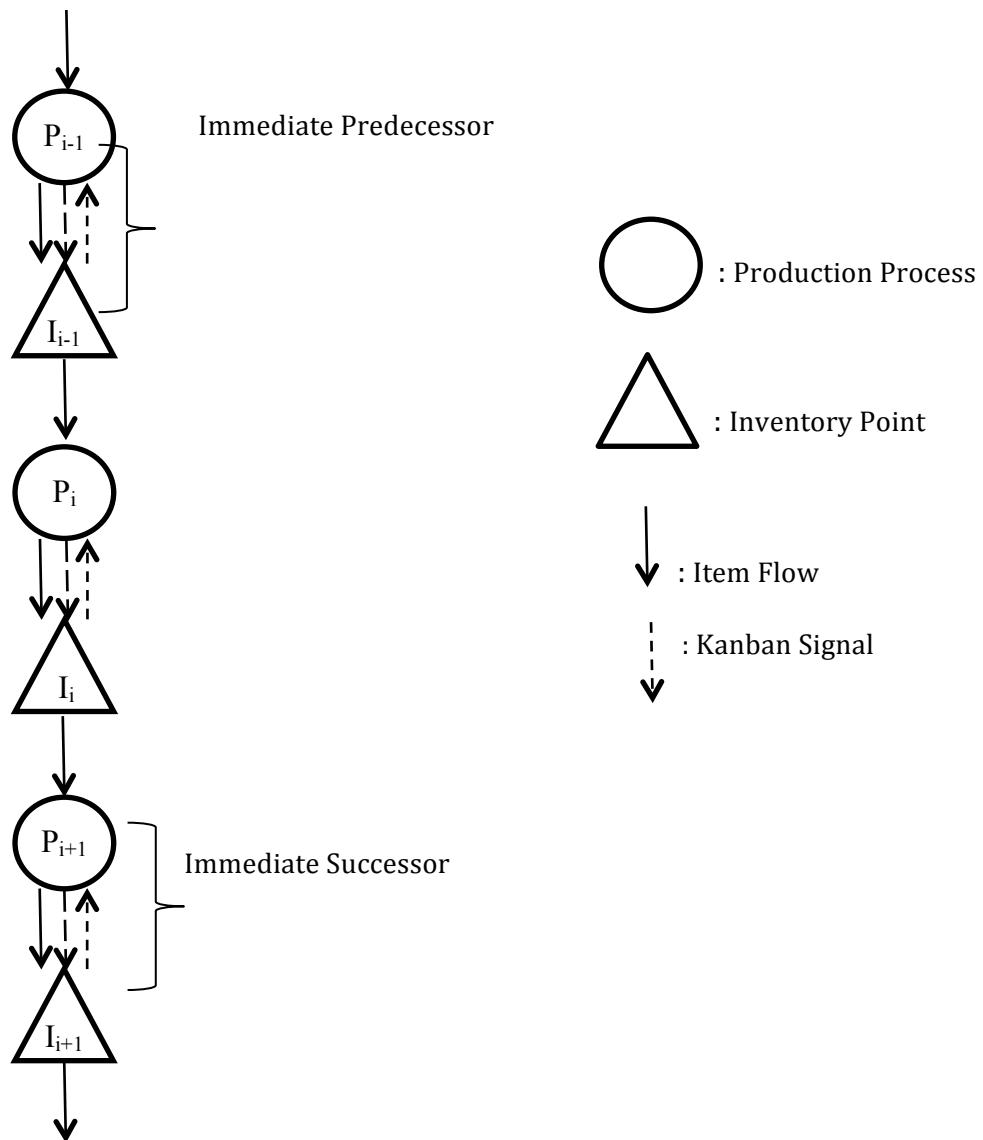 Immediate Predecessor
P_{i-1}
I_{i-1}
: Production Process
: Inventory Point
P_i
: Item Flow
: Kanban Signal
I_i
P_{i+1}
Immediate Successor
I_{i+1}